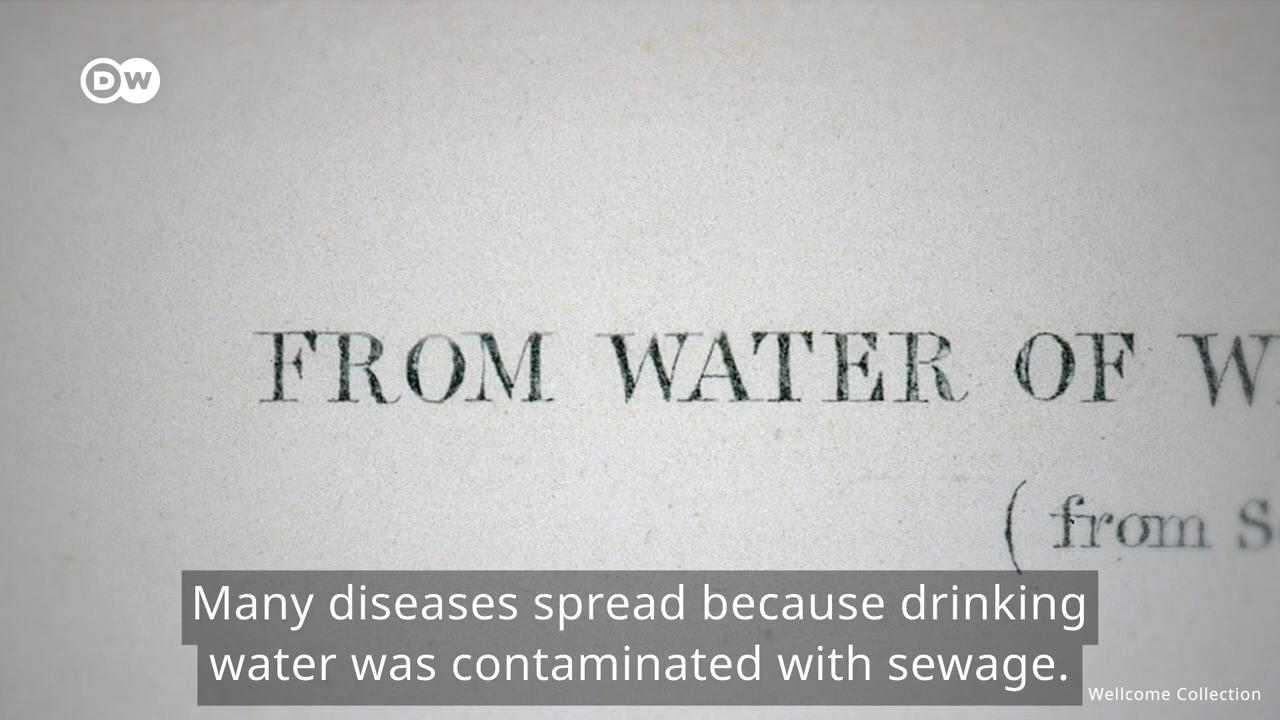 DW
FROM WATER OF W
( from S
Many diseases spread because drinking
water was contaminated with sewage.
Wellcome Collection